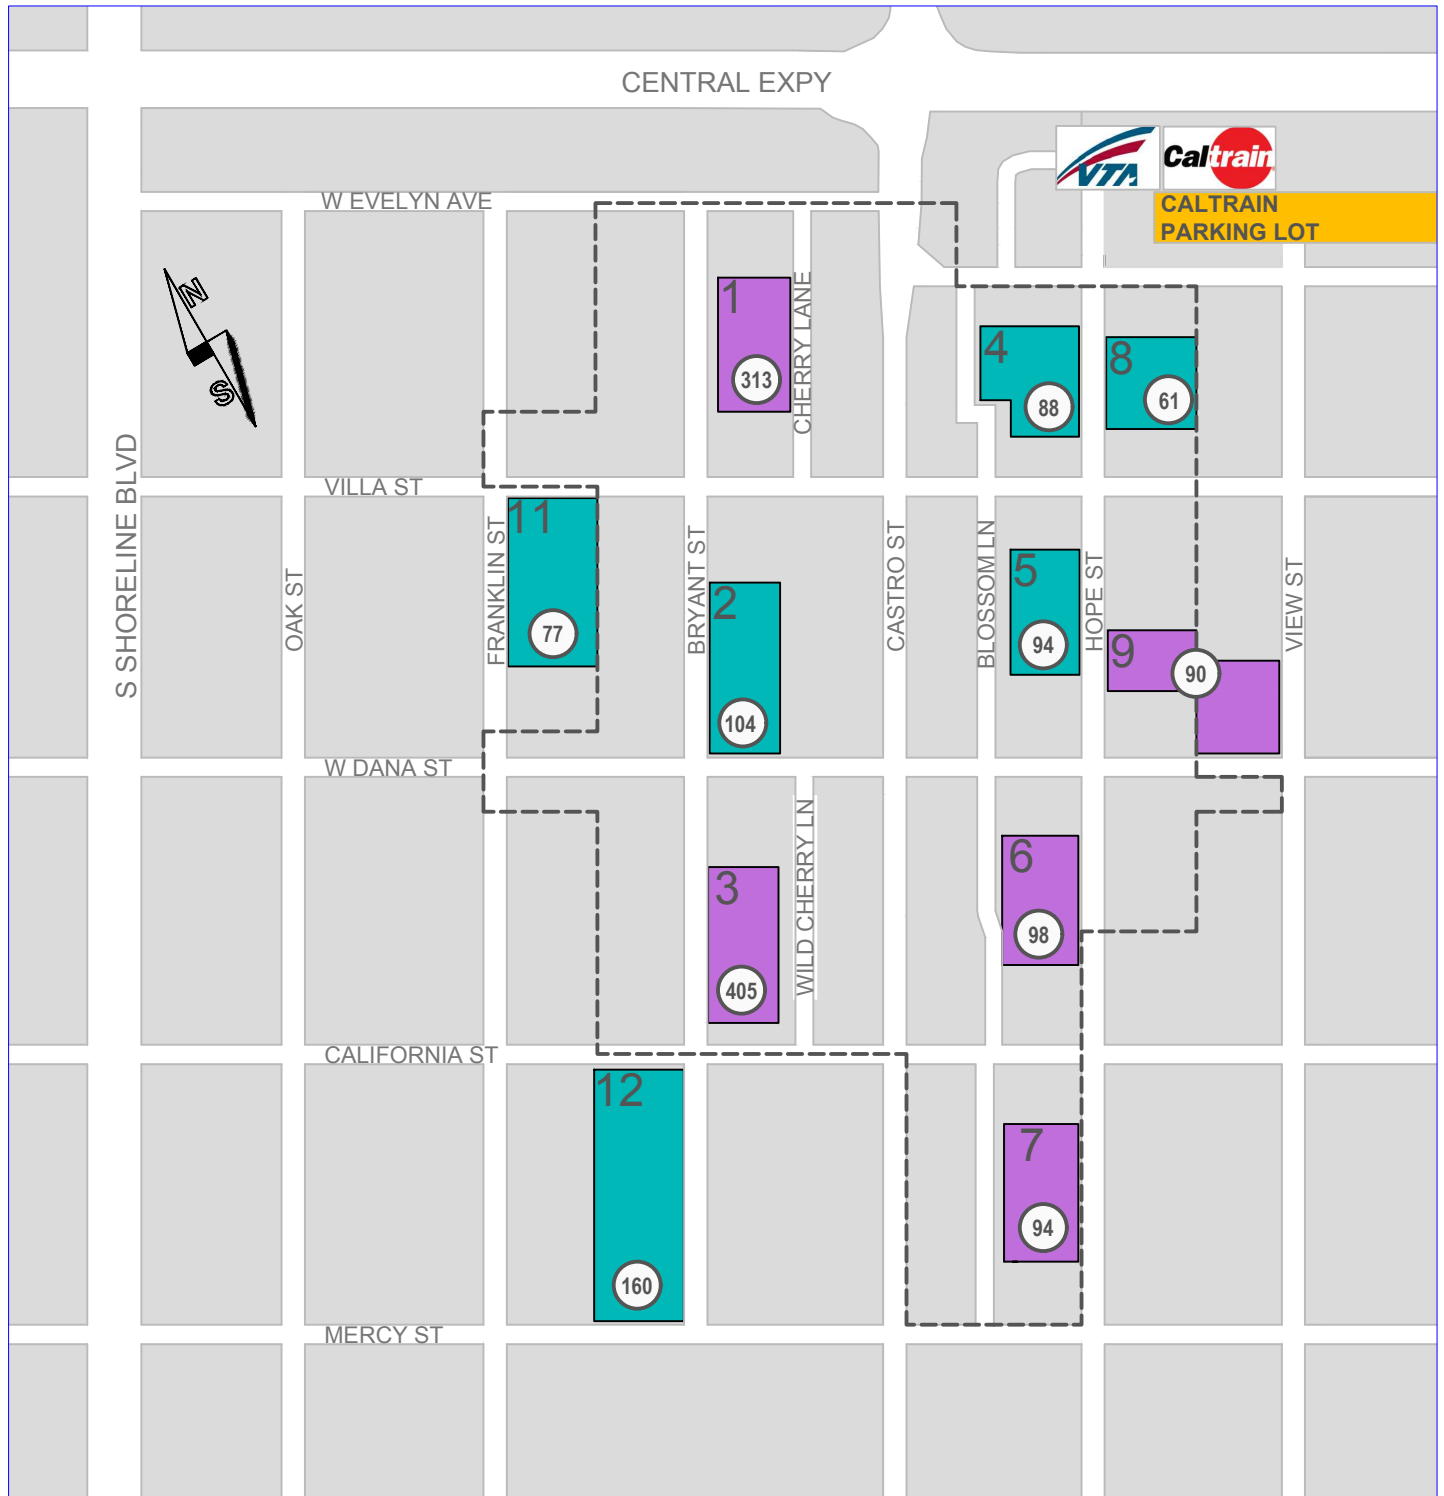 CENTRAL EXPY
VTA
Caltrain
CALTRAIN
PARKING LOT
W EVELYN AVE
N
S
1
313
CHERRY LANE
4
88
8
61
S SHORELINE BLVD
VILLA ST
11
77
OAK ST
FRANKLIN ST
BRYANT ST
2
104
CASTRO ST
BLOSSOM LN
5
94
HOPE ST
9
90
VIEW ST
W DANA ST
3
405
WILD CHERRY LN
6
98
CALIFORNIA ST
12
160
7
94
MERCY ST